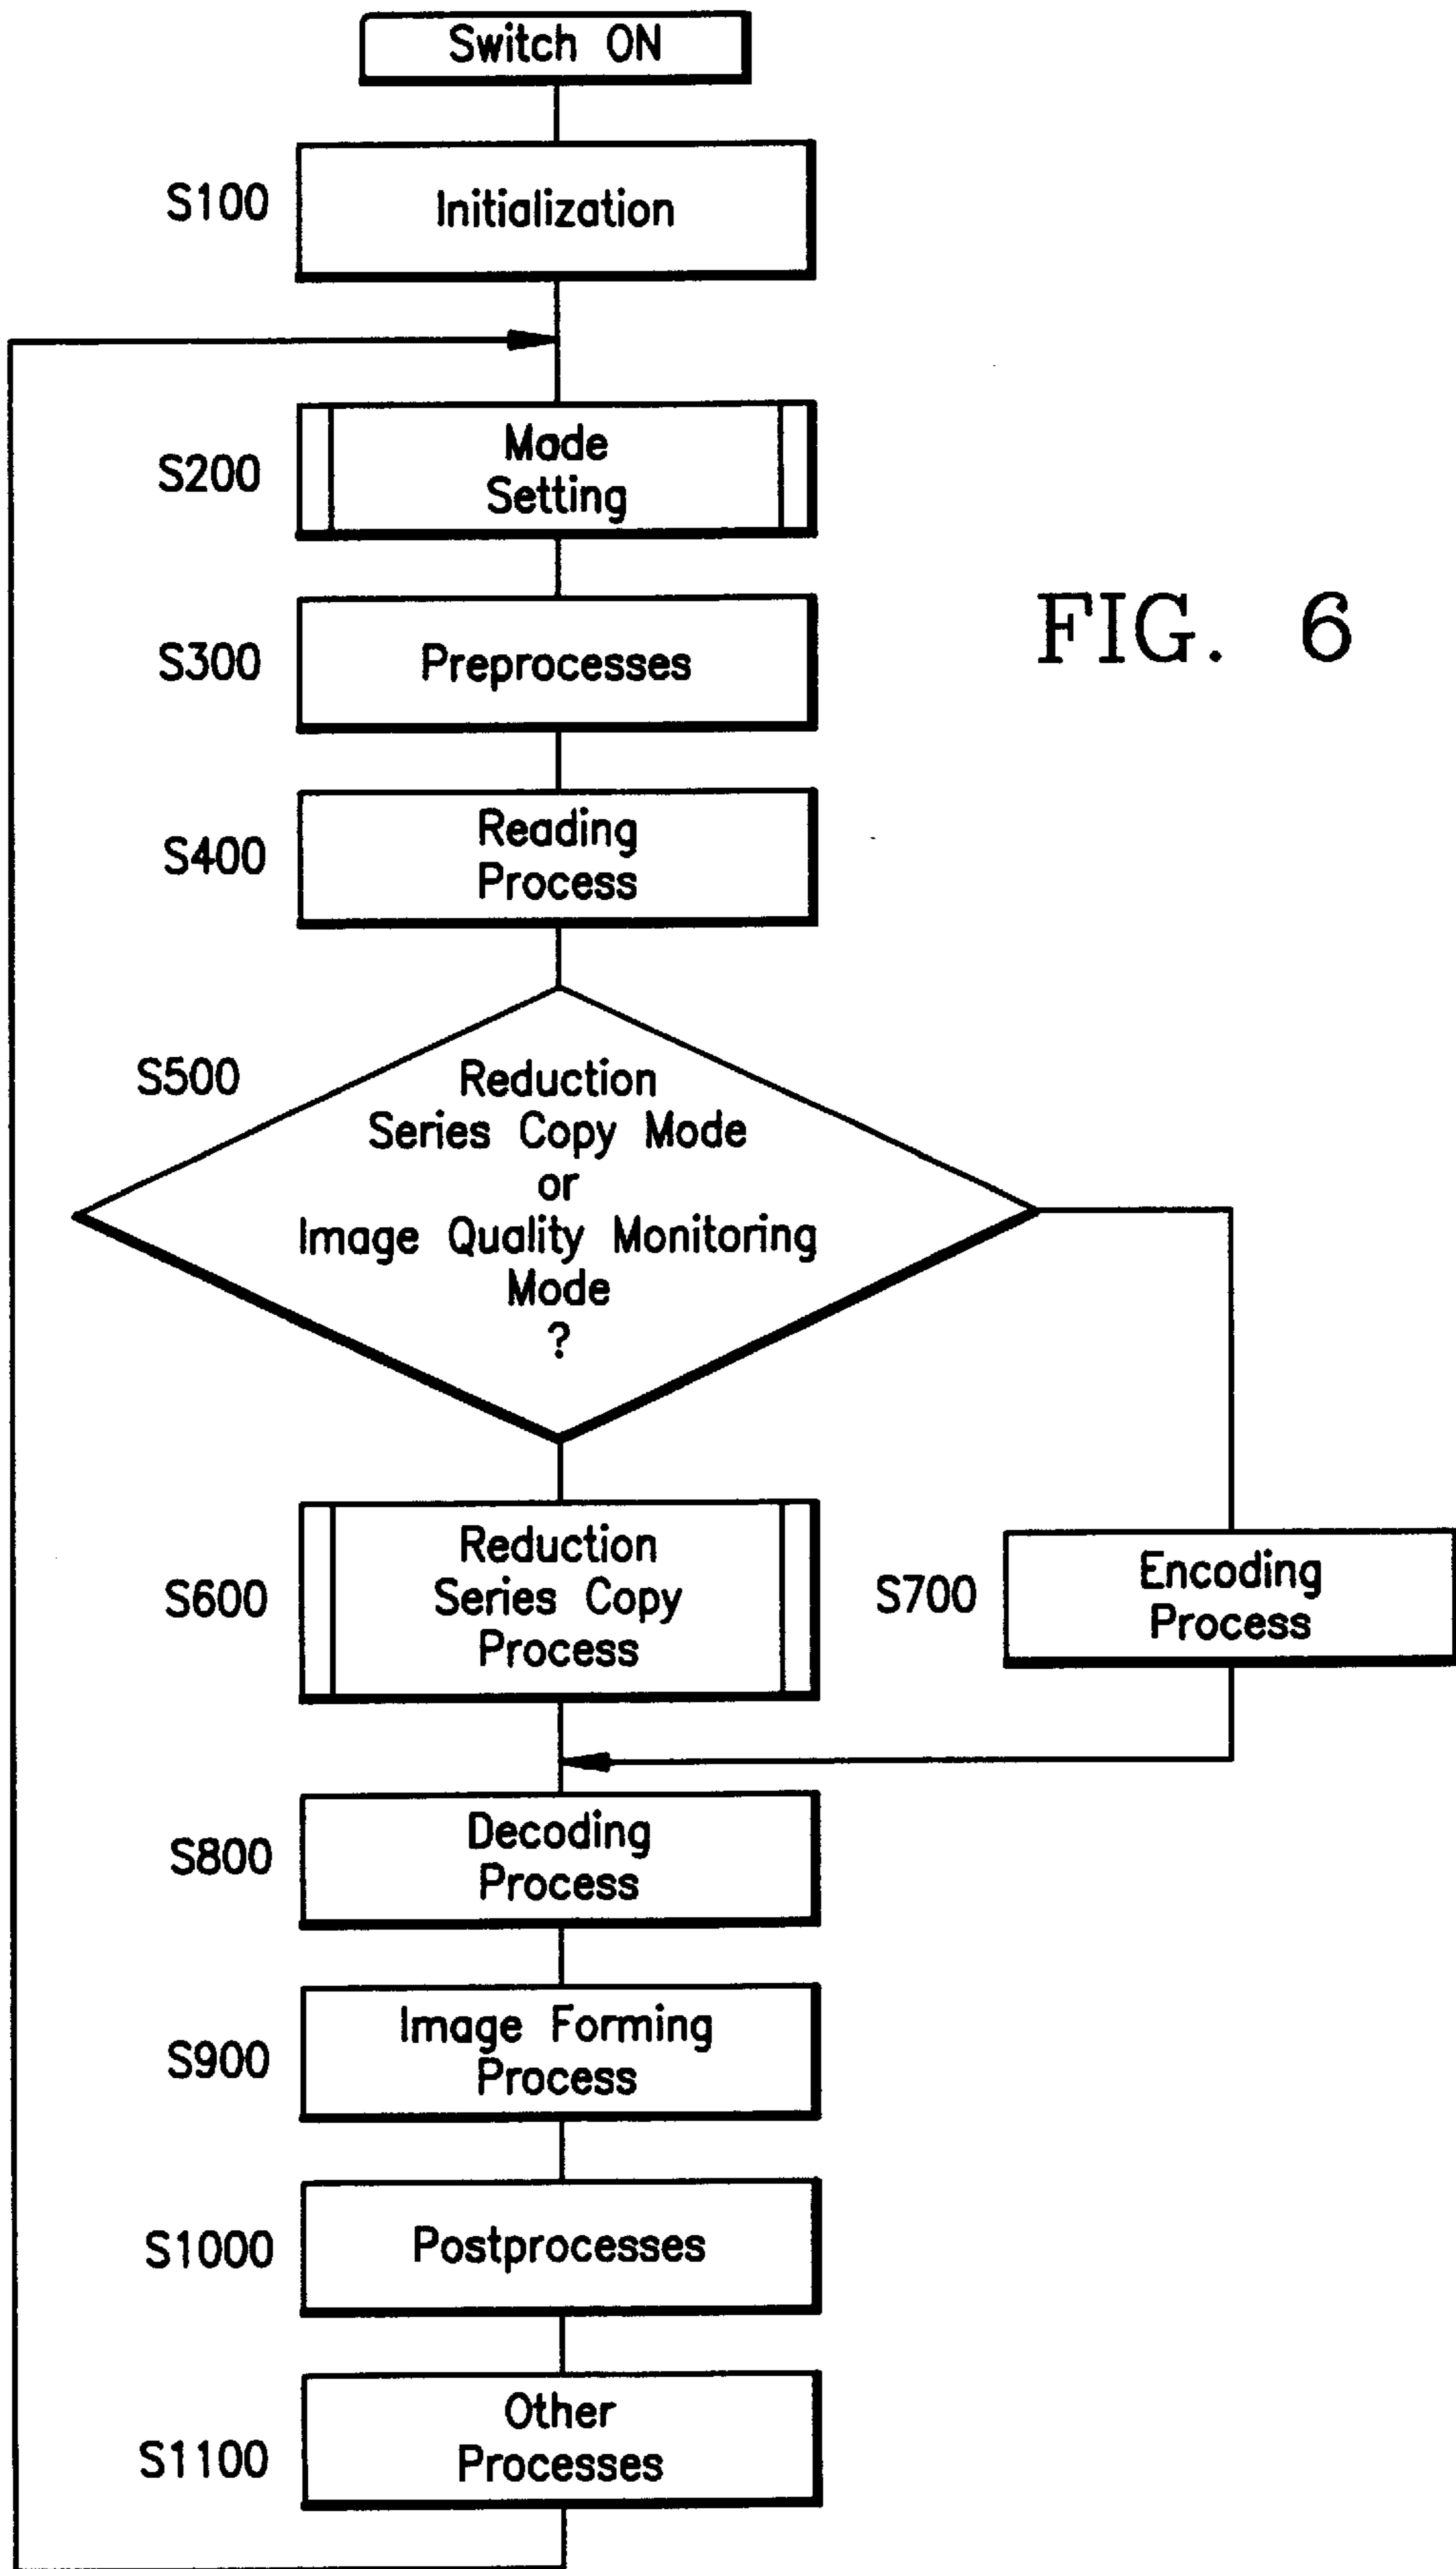 Switch ON
S100
Initialization
S200
Made
Setting
FIG. 6
S300
Preprocesses
S400
Reading
Process
S500
Reduction
Series Copy Mode
or
Image Quality Monitoring
Mode
?
S600
Reduction
Series Copy
Process
S700
Encoding
Process
S800
Decoding
Process
S900
Image Forming
Process
S1000
Postprocesses
S1100
Other
Processes